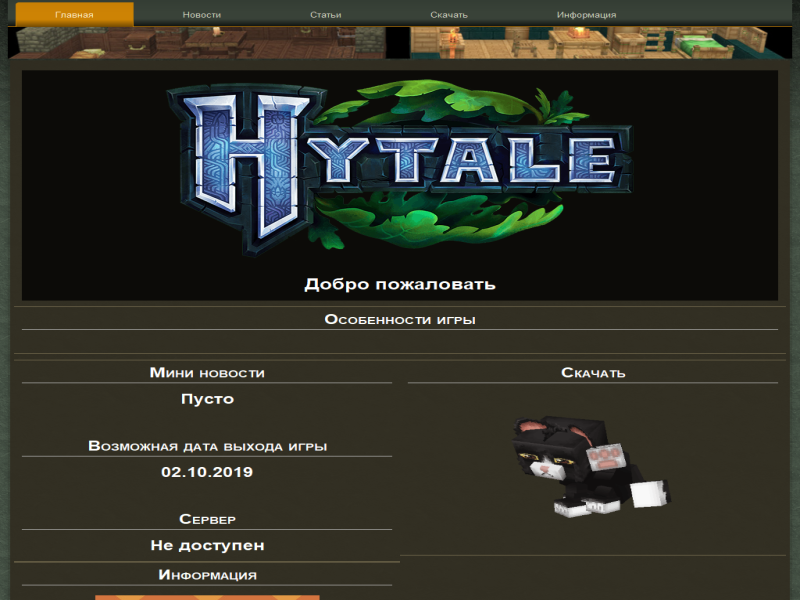 Главная Новости Статьи Скачать Информация
HYTALE
Добро пожаловать
Особенности игры
Мини новости
Пусто
Возможная дата выхода игры
02.10.2019
Сервер
Не доступен
Информация
Скачать